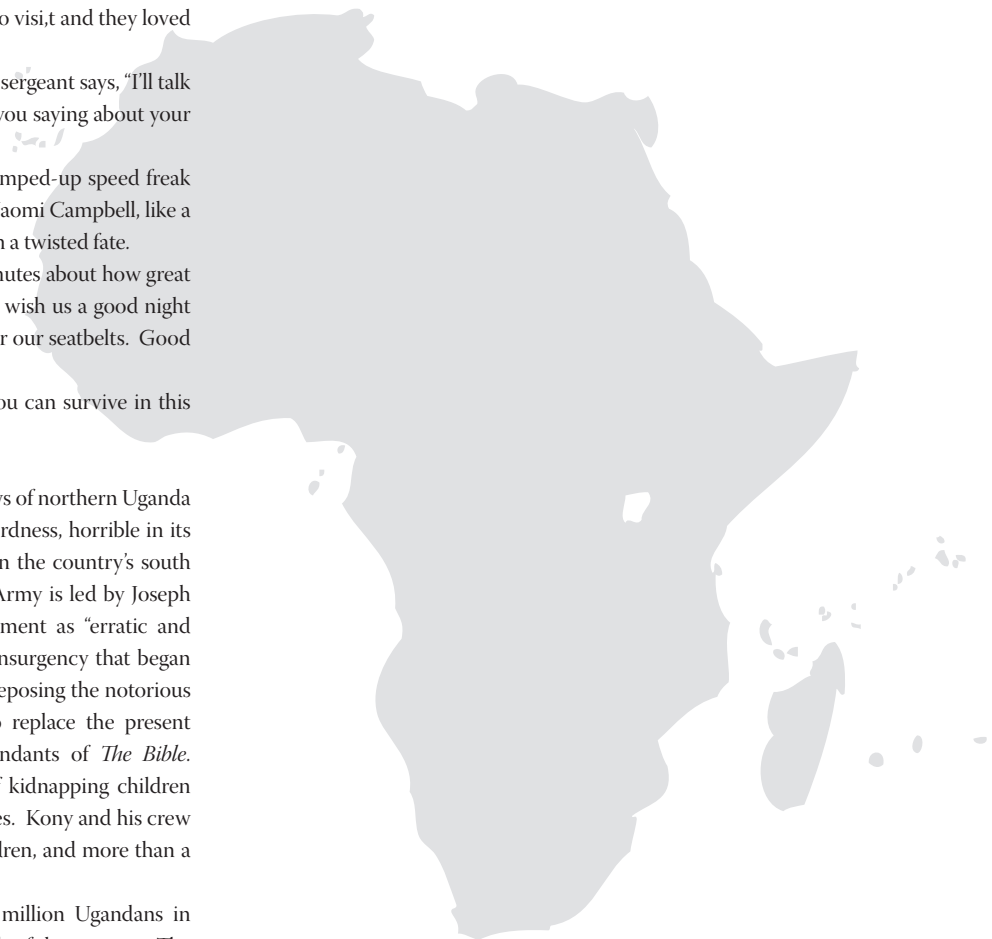 o visi,t and they loved
sergeant says, “I’ll talk
you saying about your
mped-up speed freak
aomi Campbell, like a
n a twisted fate.
nutes about how great
wish us a good night
r our seatbelts.  Good
ou can survive in this
ys of northern Uganda
rdness, horrible in its
n the country’s south
Army is led by Joseph
ment as “erratic and
nsurgency that began
eposing the notorious
o replace the present
ndants of The Bible.
f kidnapping children
es.  Kony and his crew
dren, and more than a
million Ugandans in